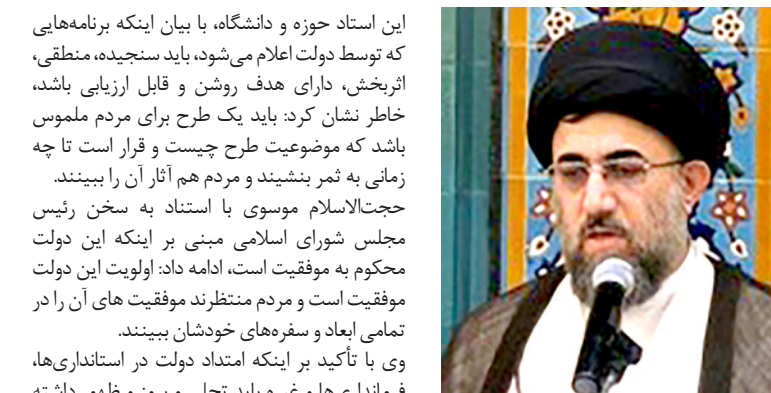 این استاد حوزه و دانشگاه، با بیان اینکه برنامه‌هایی
که توسط دولت اعلام می‌شود، باید سنجیده، منطقی،
اثربخش، دارای هدف روشن و قابل ارزیابی باشد،
خاطر نشان کرد: باید یک طرح برای مردم ملموس
باشد که موضوعیت طرح چیست و قرار است تا چه
زمانی به ثمر بنشیند و مردم هم آثار آن را ببینند.
حجت‌الاسلام موسوی با استناد به سخن رئیس
مجلس شورای اسلامی مبنی بر اینکه این دولت
محکوم به موفقیت است، ادامه داد: اولویت این دولت
موفقیت است و مردم منتظرند موفقیت های آن را در
تمامی ابعاد و سفره‌های خودشان ببینند.
وی با تأکید بر اینکه امتداد دولت در استانداری‌ها،